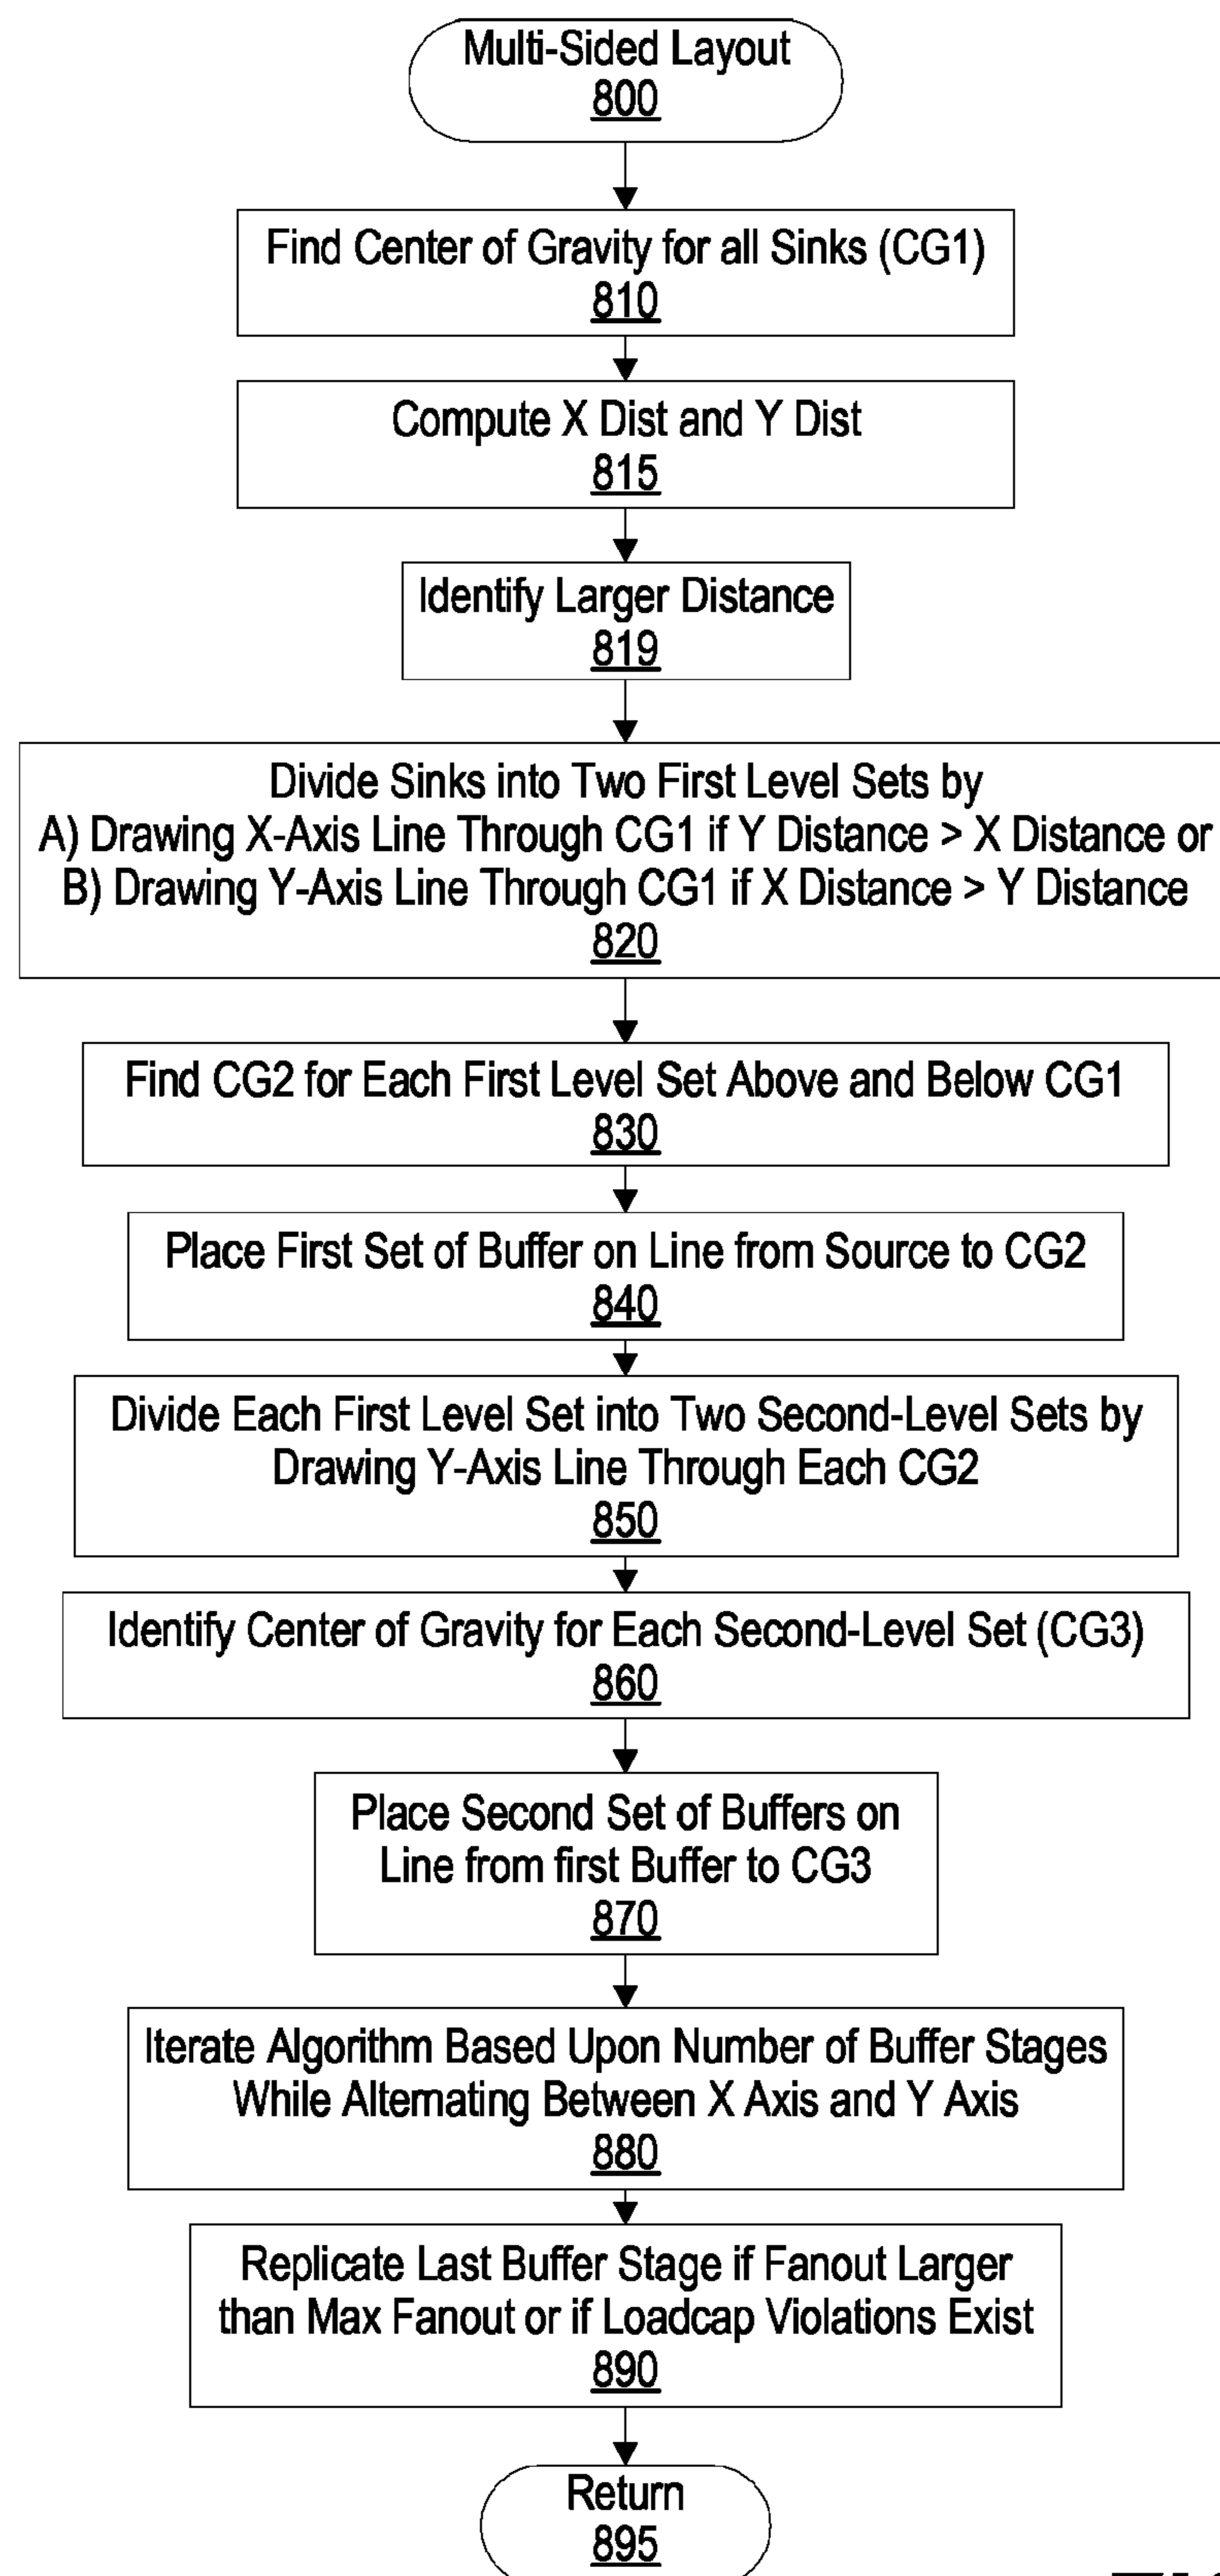 Multi-Sided Layout
800
Find Center of Gravity for all Sinks (CG1)
810
Compute X Dist and Y Dist
815
Identify Larger Distance
819
Divide Sinks into Two First Level Sets by
A) Drawing X-Axis Line Through CG1 if Y Distance > X Distance or
B) Drawing Y-Axis Line Through CG1 if X Distance > Y Distance
820
Find CG2 for Each First Level Set Above and Below CG1
830
Place First Set of Buffer on Line from Source to CG2
840
Divide Each First Level Set into Two Second-Level Sets by
Drawing Y-Axis Line Through Each CG2
850
Identify Center of Gravity for Each Second-Level Set (CG3)
860
Place Second Set of Buffers on
Line from first Buffer to CG3
870
Iterate Algorithm Based Upon Number of Buffer Stages
While Alternating Between X Axis and Y Axis
880
Replicate Last Buffer Stage if Fanout Larger
than Max Fanout or if Loadcap Violations Exist
890
Return
895